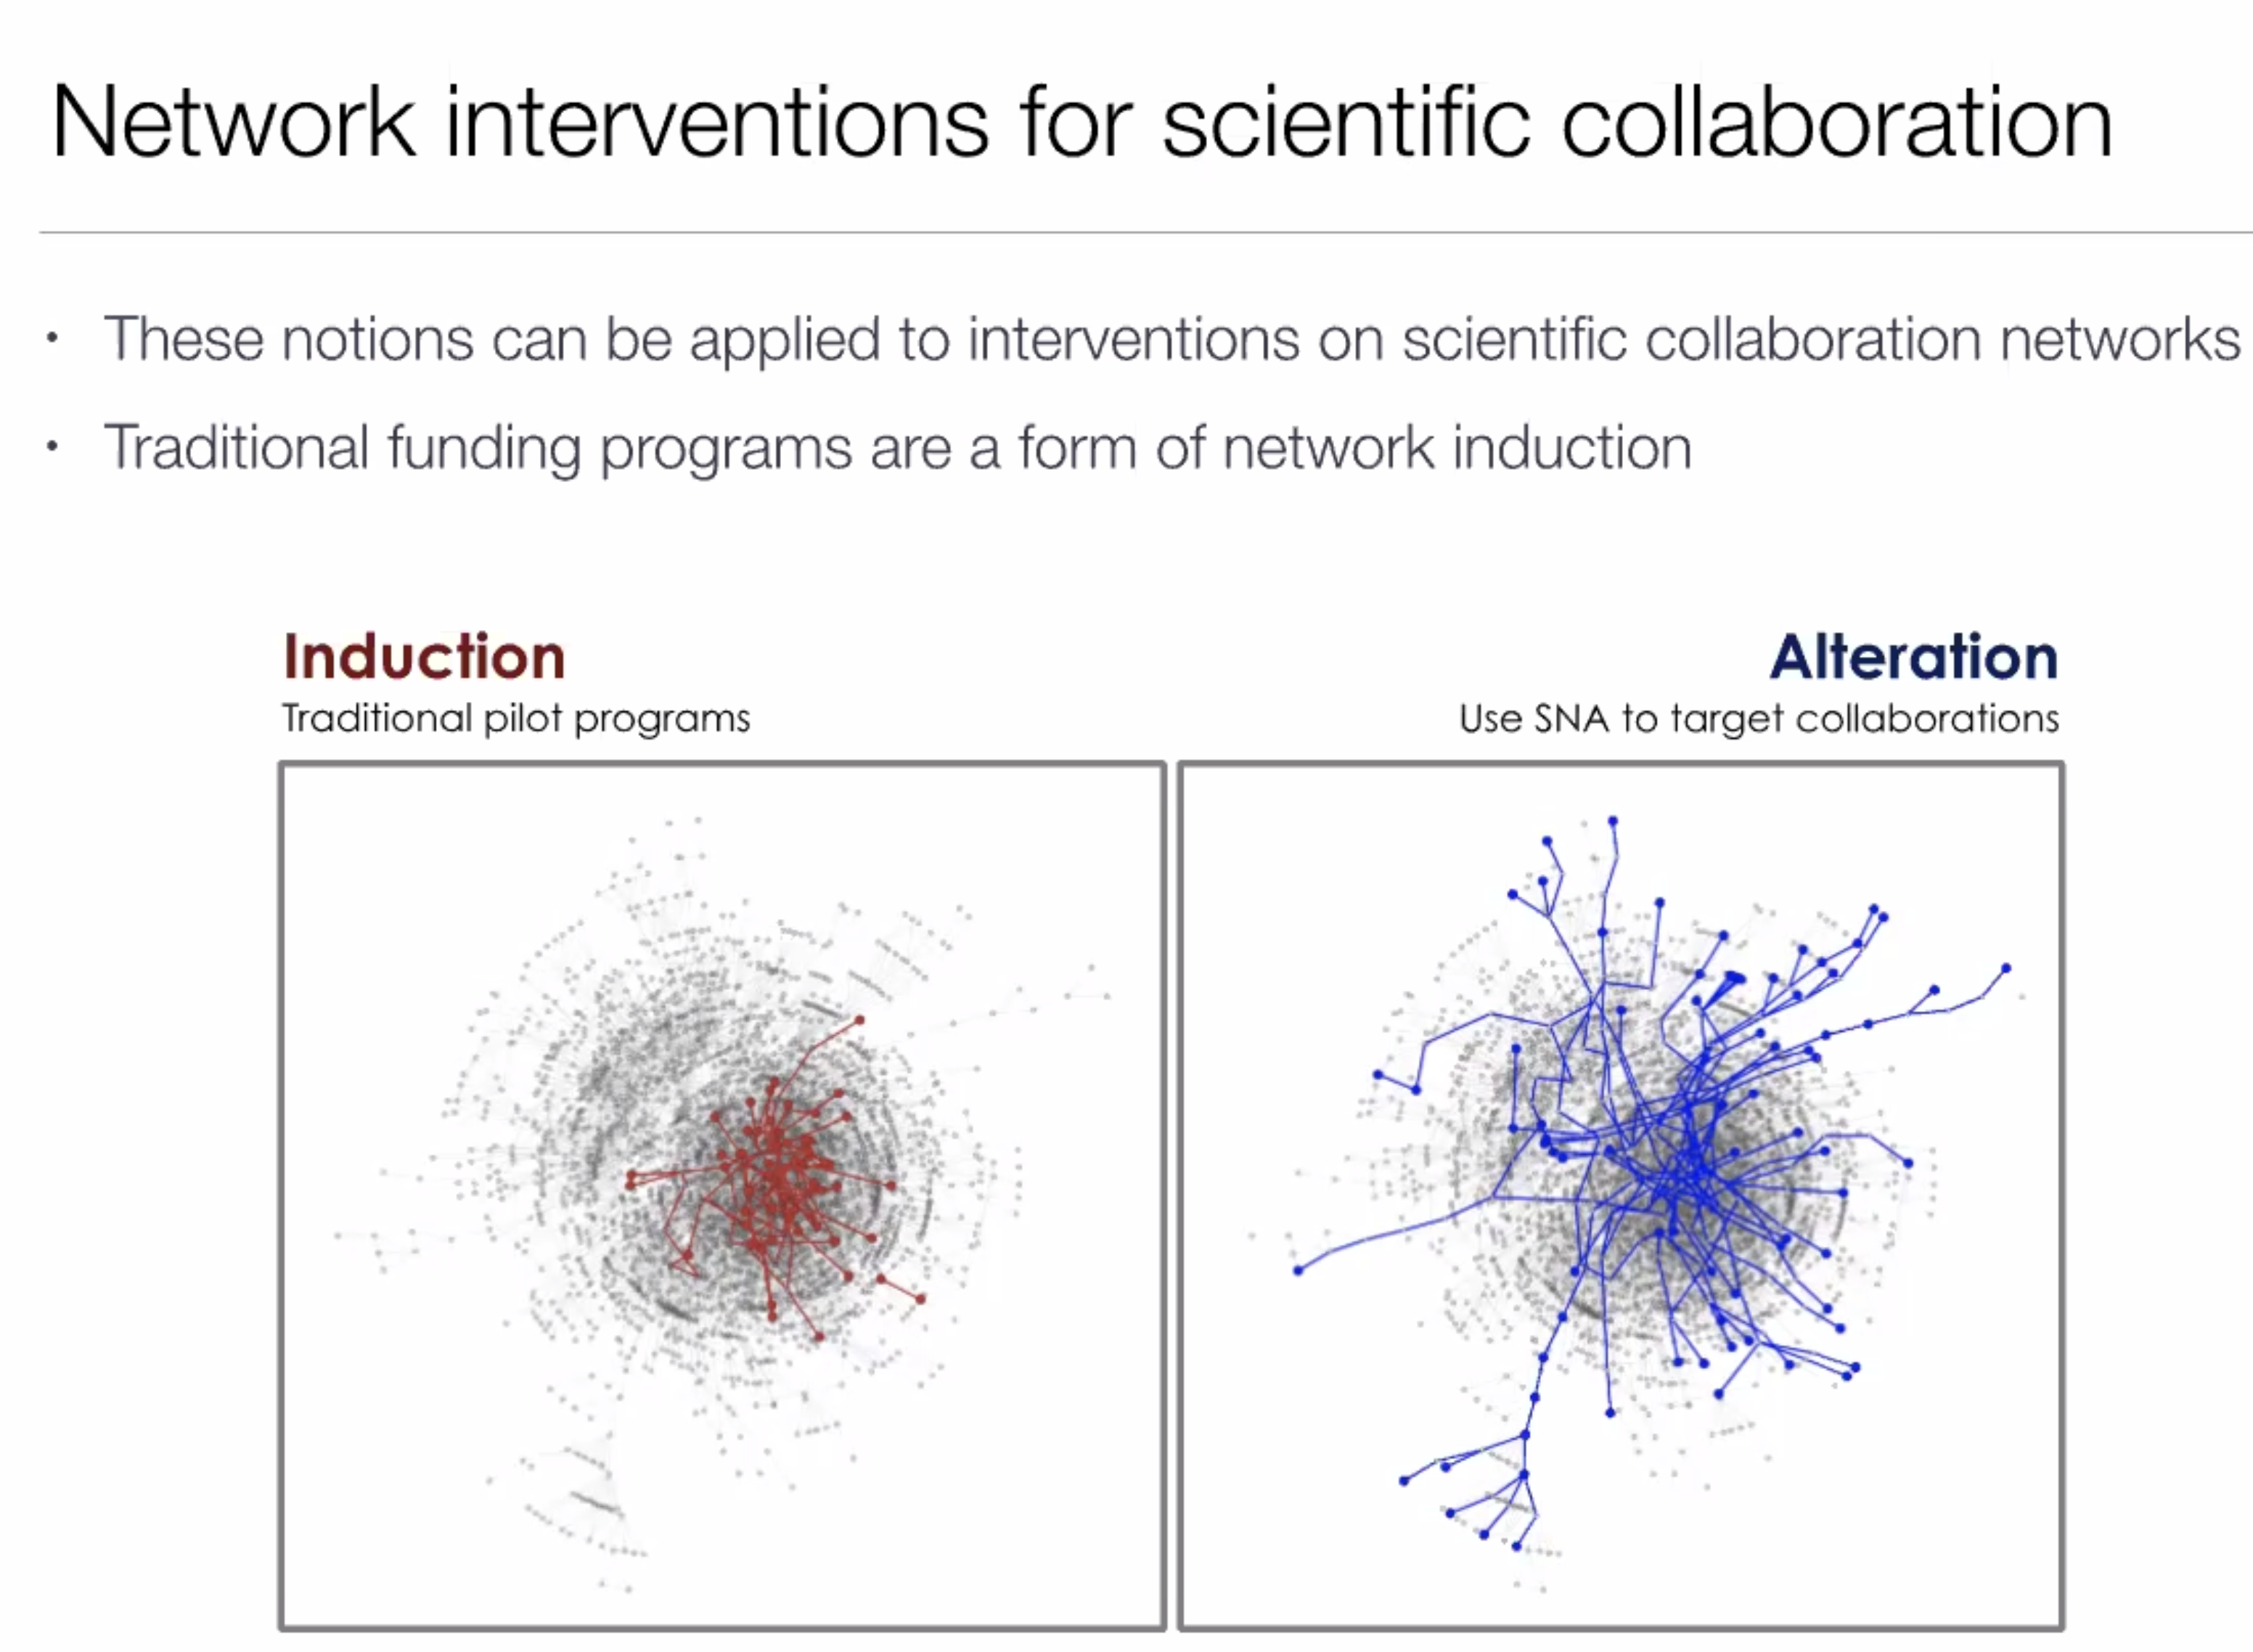 Network interventions for scientific collaboration
• These notions can be applied to interventions on scientific collaboration networks
• Traditional funding programs are a form of network induction
Induction
Traditional pilot programs
Alteration
Use SNA to target collaborations